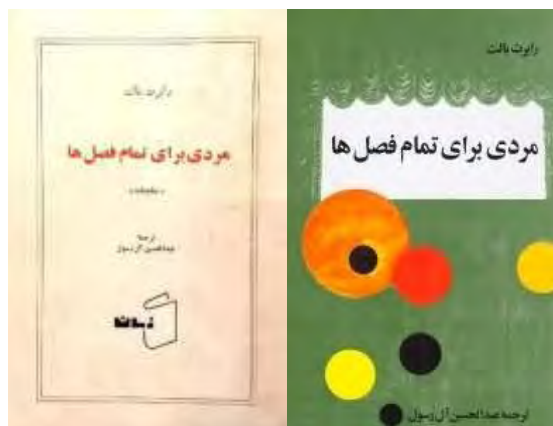 رابرت بالت
مردی برای تمام فصل ها
« نمایشنامه »
ترجمه
عبدالحسین آل رسول
زمان
رابرت بالت
مردی برای تمام فصل ها
ترجمه عبدالحسین آل رسول